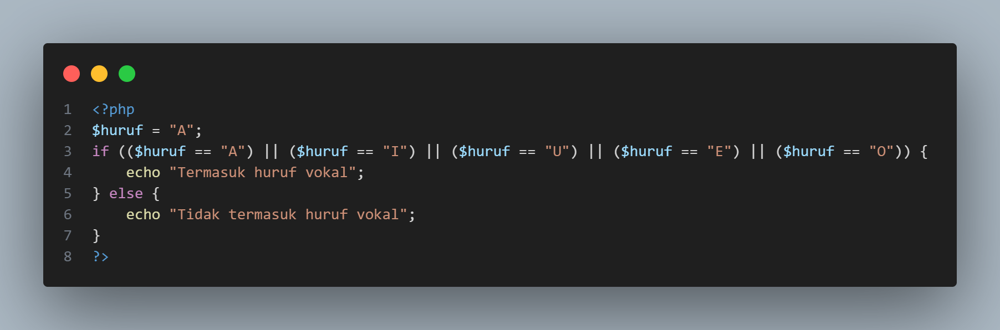 1 <?php
2 $huruf = "A";
3 if (($huruf == "A") || ($huruf == "I") || ($huruf == "U") || ($huruf == "E") || ($huruf == "O")) {
4     echo "Termasuk huruf vokal";
5 } else {
6     echo "Tidak termasuk huruf vokal";
7 }
8 ?>